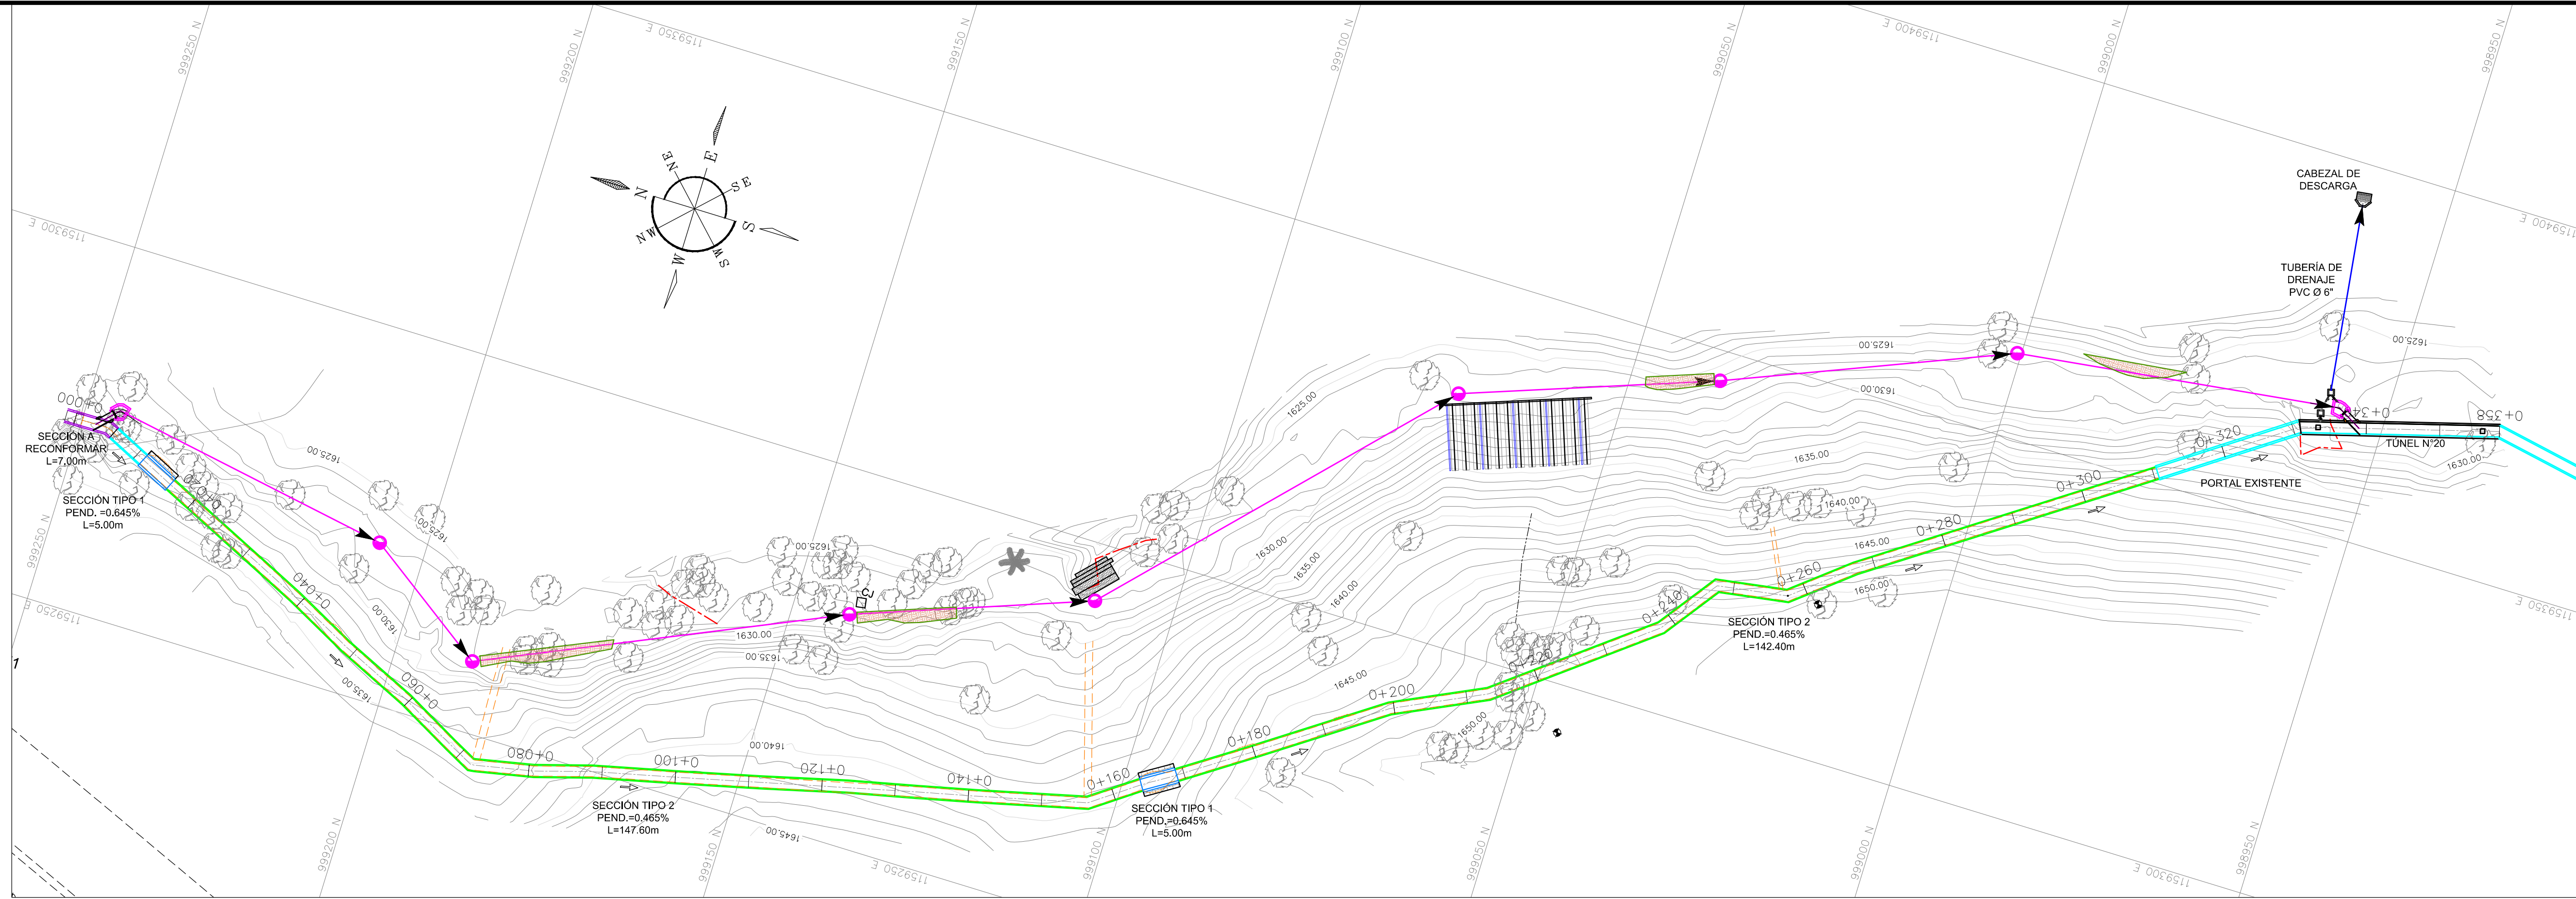 999250 N
999200 N
1159350 E
999150 N
999100 N
999050 N
1159400 E
999000 N
998950 N
1159300 E
N
NE
E
SE
S
SW
W
NW
CABEZAL DE
DESCARGA
1159400 E
TUBERÍA DE
DRENAJE
PVC Ø 6"
1625.00
1625.00
1630.00
1625.00
0+000
SECCIÓN A
RECONFORMAR
L=7.00m
SECCIÓN TIPO 1
PEND. =0.645%
L=5.00m
0+020
1625.00
1625.00
1625.00
CJ
1630.00
1635.00
1640.00
1635.00
1640.00
0+340
0+358
TÚNEL N°20
1630.00
0+320
PORTAL EXISTENTE
0+300
0+280
1645.00
0+260
1650.00
0+240
SECCIÓN TIPO 2
PEND.=0.465%
L=142.40m
999250 N
1159250 E
0+040
1630.00
1630.00
1635.00
1
1635.00
0+060
0+080
0+100
1640.00
0+120
0+140
0+160
0+180
1645.00
0+200
0+220
1650.00
1159350 E
SECCIÓN TIPO 2
PEND.=0.465%
L=147.60m
1645.00
SECCIÓN TIPO 1
PEND.=0.645%
L=5.00m
999200 N
999150 N
1159250 E
999100 N
999050 N
999000 N
1159300 E
998950 N